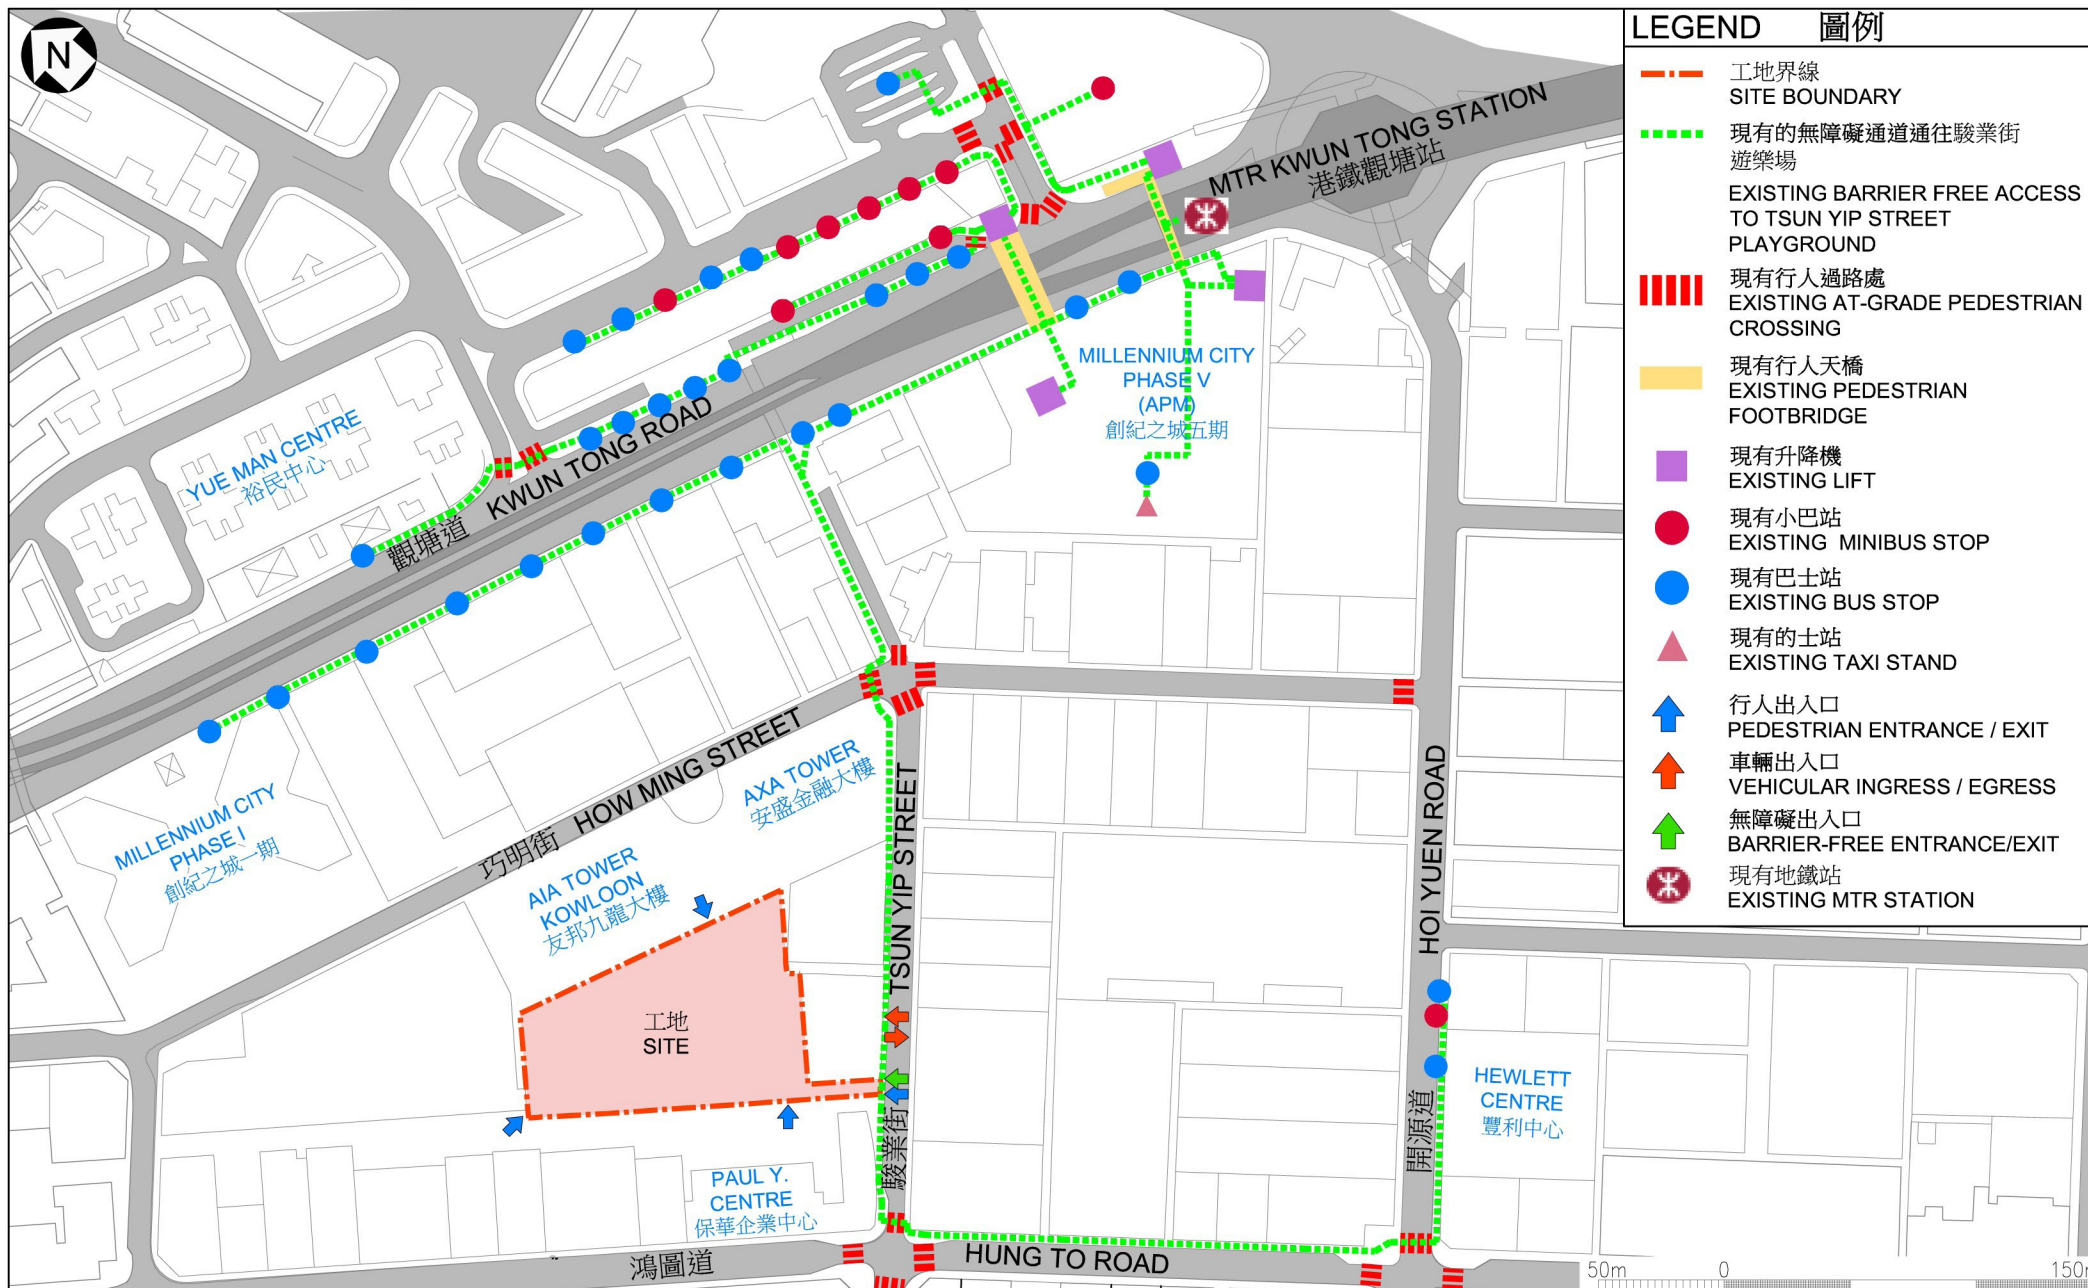 N
LEGEND 圖例
工地界線
SITE BOUNDARY
現有的無障礙通道通往駿業街
遊樂場
EXISTING BARRIER FREE ACCESS
TO TSUN YIP STREET
PLAYGROUND
現有行人過路處
EXISTING AT-GRADE PEDESTRIAN
CROSSING
現有行人天橋
EXISTING PEDESTRIAN
FOOTBRIDGE
現有升降機
EXISTING LIFT
現有小巴站
EXISTING MINIBUS STOP
現有巴士站
EXISTING BUS STOP
現有的士站
EXISTING TAXI STAND
行人出入口
PEDESTRIAN ENTRANCE / EXIT
車輛出入口
VEHICULAR INGRESS / EGRESS
無障礙出入口
BARRIER-FREE ENTRANCE/EXIT
現有地鐵站
EXISTING MTR STATION
MTR KWUN TONG STATION
港鐵觀塘站
MILLENNIUM CITY
PHASE V
(APM)
創紀之城五期
YUE MAN CENTRE
裕民中心
觀塘道 KWUN TONG ROAD
MILLENNIUM CITY
PHASE I
創紀之城一期
巧明街 HOW MING STREET
AXA TOWER
安盛金融大樓
AIA TOWER
KOWLOON
友邦九龍大樓
TSUN YIP STREET
駿業街
HOI YUEN ROAD
開源道
工地
SITE
HEWLETT
CENTRE
豐利中心
PAUL Y.
CENTRE
保華企業中心
鴻圖道 HUNG TO ROAD
50m 0 150m